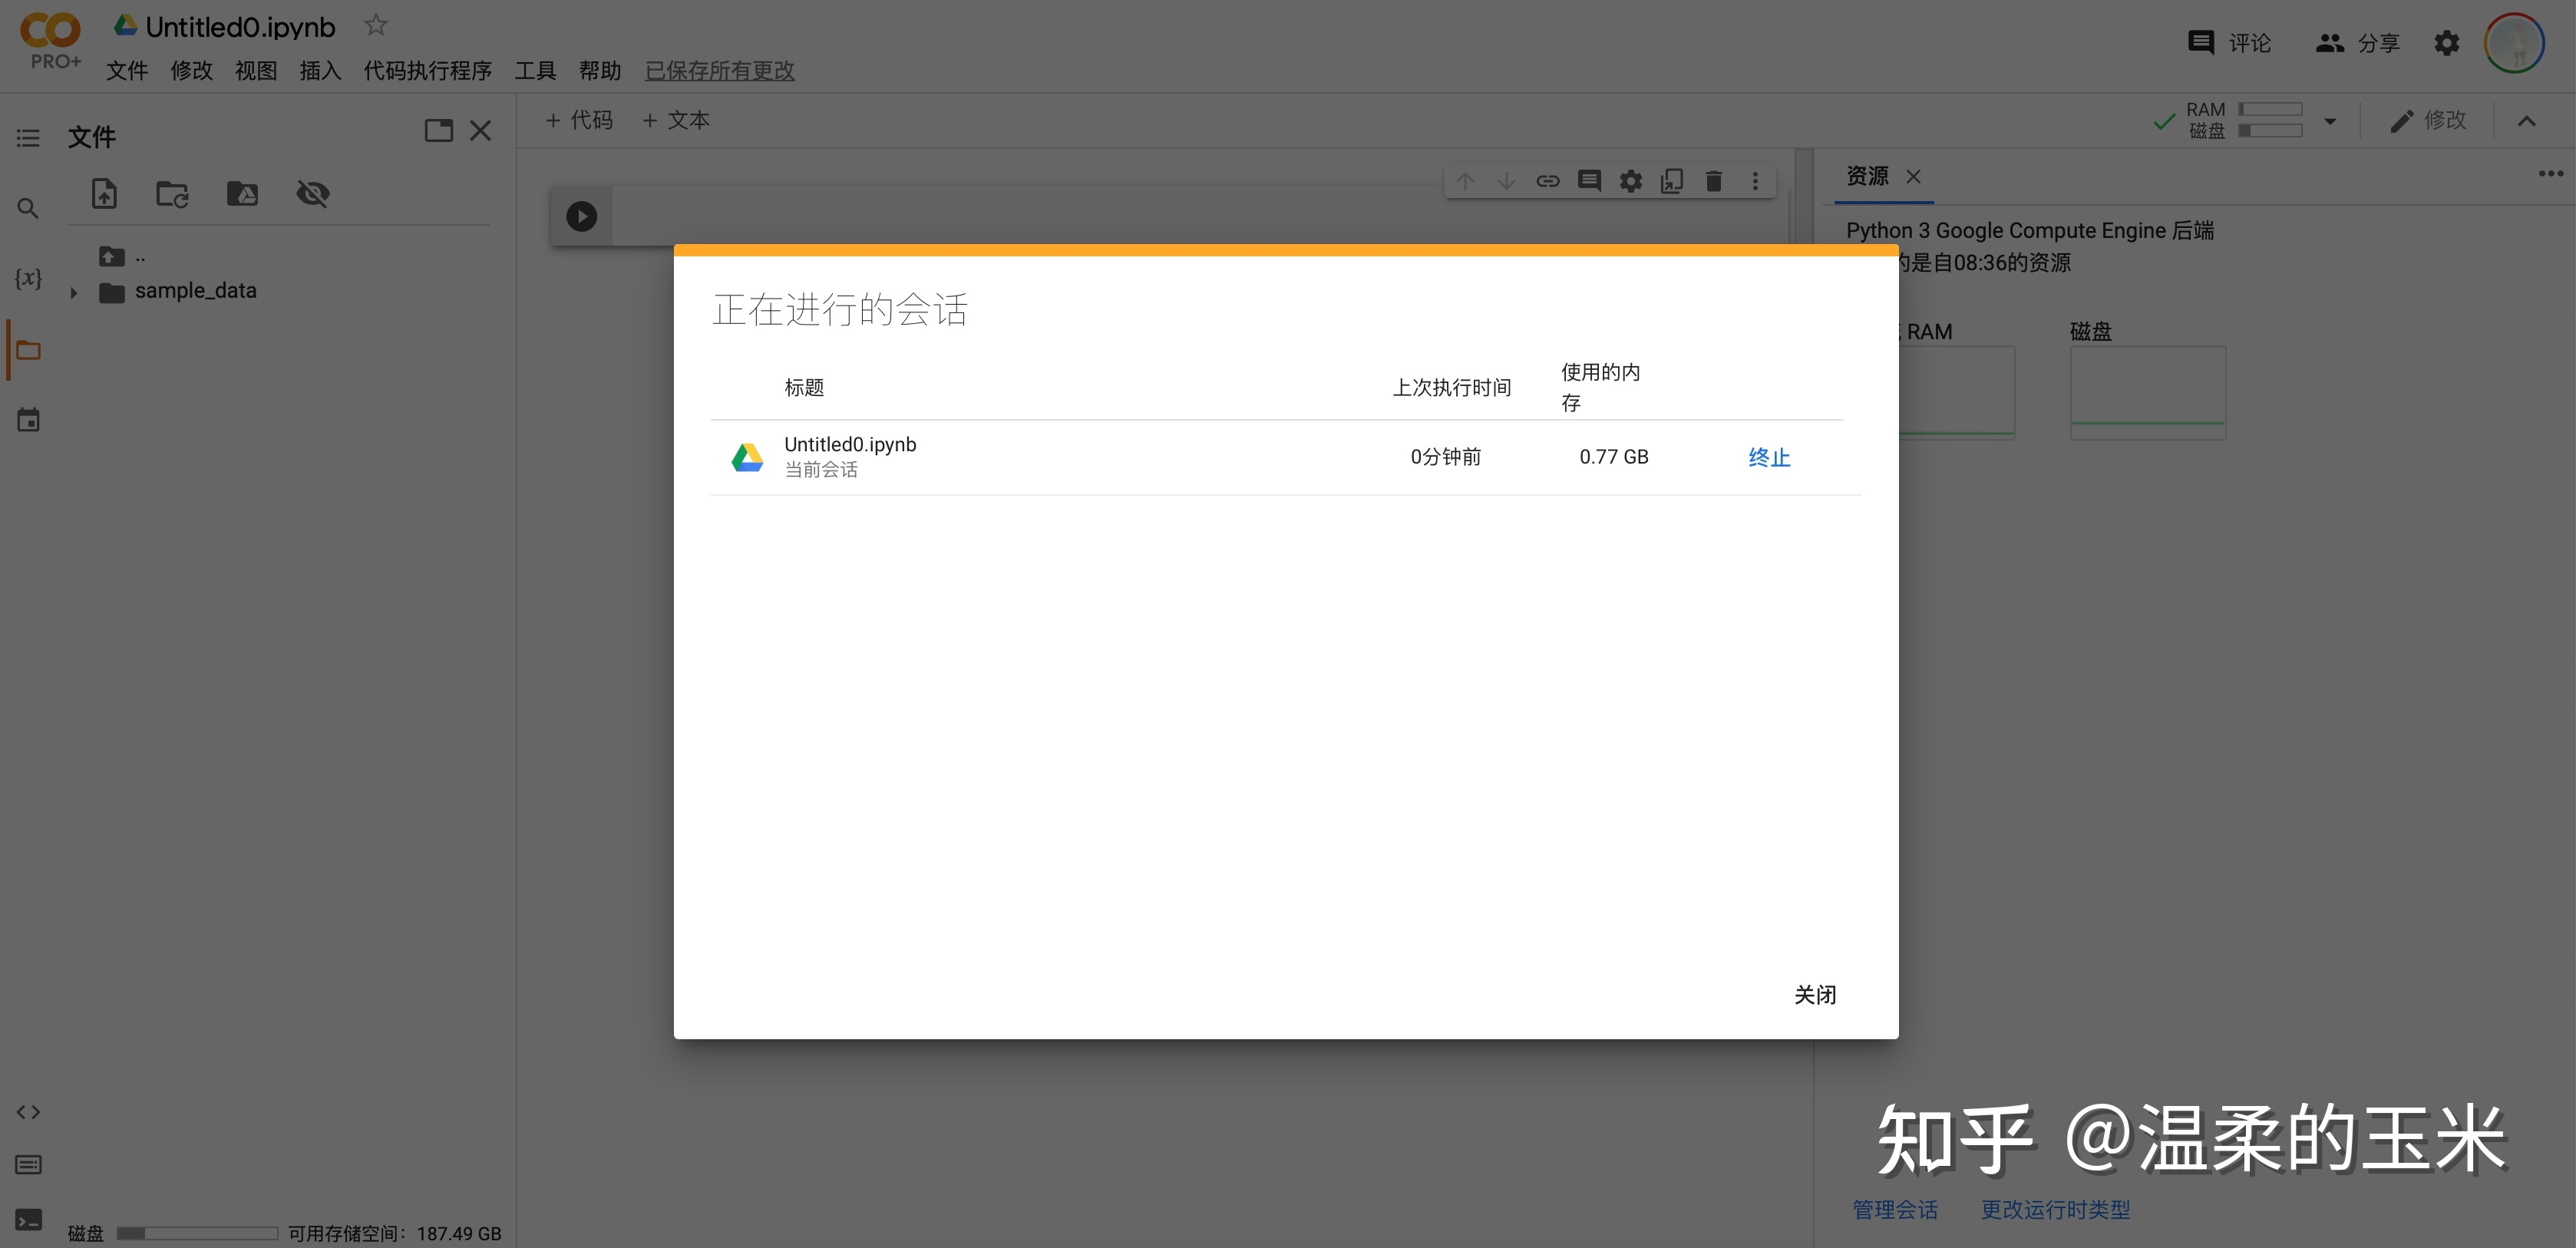 PRO+
Untitled0.ipynb
文件 修改 视图 插入 代码执行程序 工具 帮助 已保存所有更改
评论 分享
文件
+ 代码 + 文本
RAM
磁盘
修改
..
sample_data
资源
Python 3 Google Compute Engine 后端
的是自08:36的资源
RAM
磁盘
正在进行的会话
标题 上次执行时间 使用的内
存
Untitled0.ipynb 0分钟前 0.77 GB 终止
当前会话
关闭
知乎 @温柔的玉米
管理会话 更改运行时类型
磁盘 可用存储空间: 187.49 GB